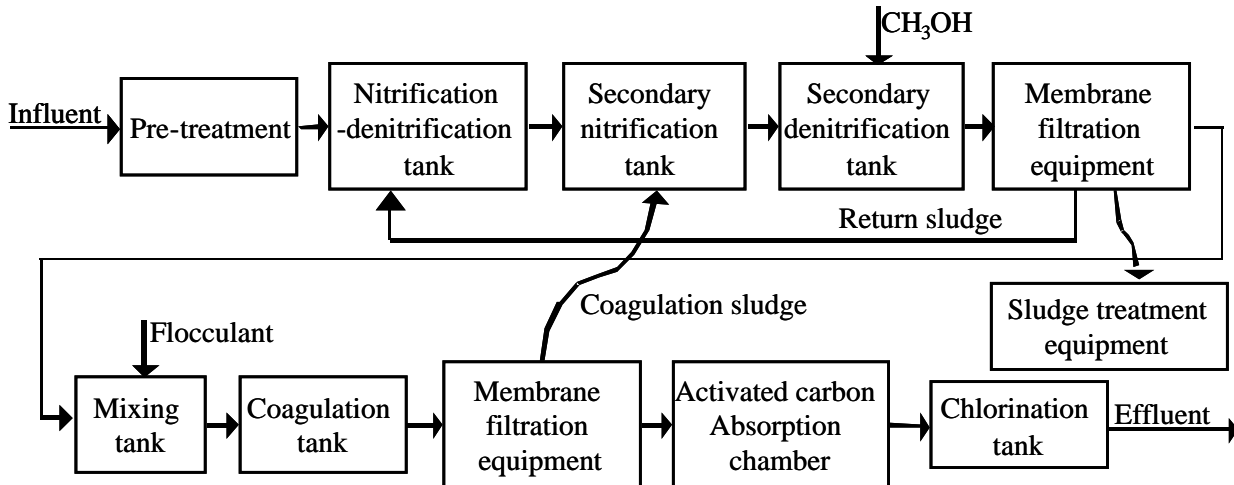 CH₃OH
Influent
Pre-treatment
Nitrification
-denitrification
tank
Secondary
nitrification
tank
Secondary
denitrification
tank
Membrane
filtration
equipment
Return sludge
Coagulation sludge
Sludge treatment
equipment
Flocculant
Mixing
tank
Coagulation
tank
Membrane
filtration
equipment
Activated carbon
Absorption
chamber
Chlorination
tank
Effluent